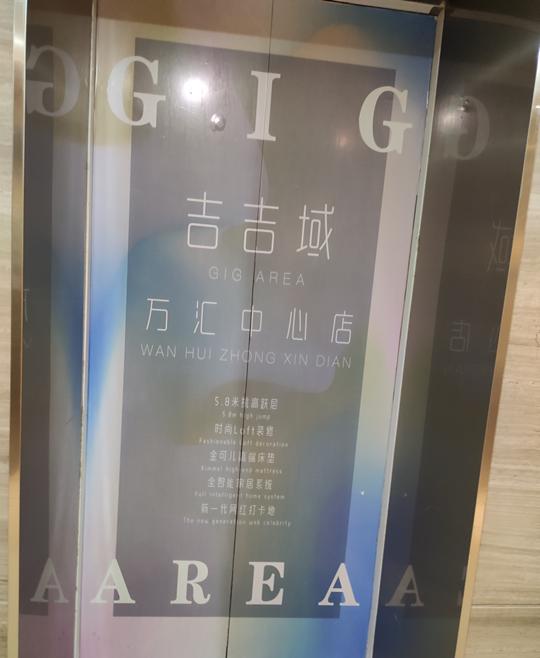 G I G
吉吉域
GIG AREA
万汇中心店
WAN HUI ZHONG XIN DIAN
5.8米挑高跃层
5.8m high jump
时尚Loft装修
Fashionable Loft decoration
金可儿高端床垫
Kimmel high-end mattress
全智能家居系统
Full intelligent home system
新一代网红打卡地
The new generation web celebrity
A R E A